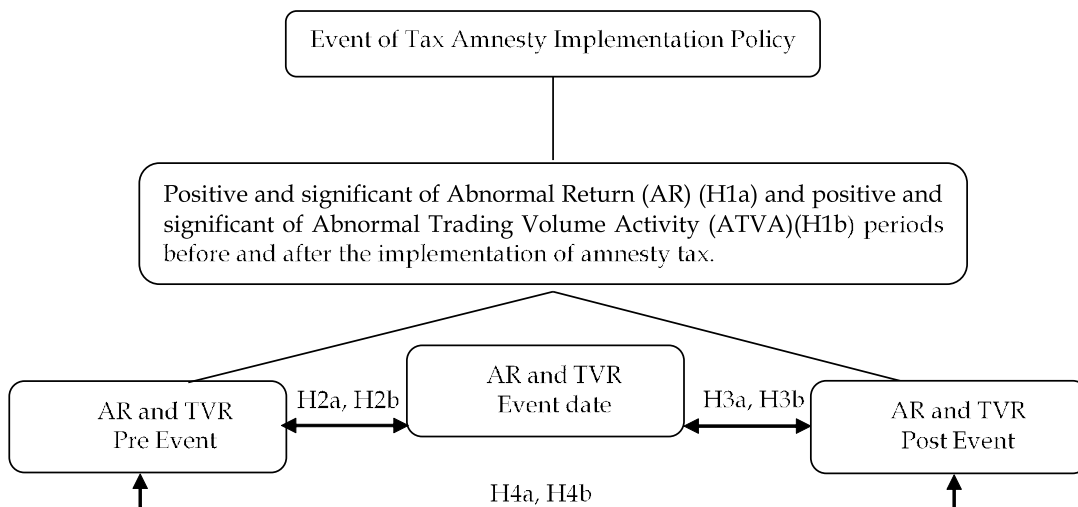 Event of Tax Amnesty Implementation Policy
Positive and significant of Abnormal Return (AR) (H1a) and positive and
significant of Abnormal Trading Volume Activity (ATVA)(H1b) periods
before and after the implementation of amnesty tax.
AR and TVR
Pre Event
H2a, H2b
AR and TVR
Event date
H3a, H3b
AR and TVR
Post Event
H4a, H4b